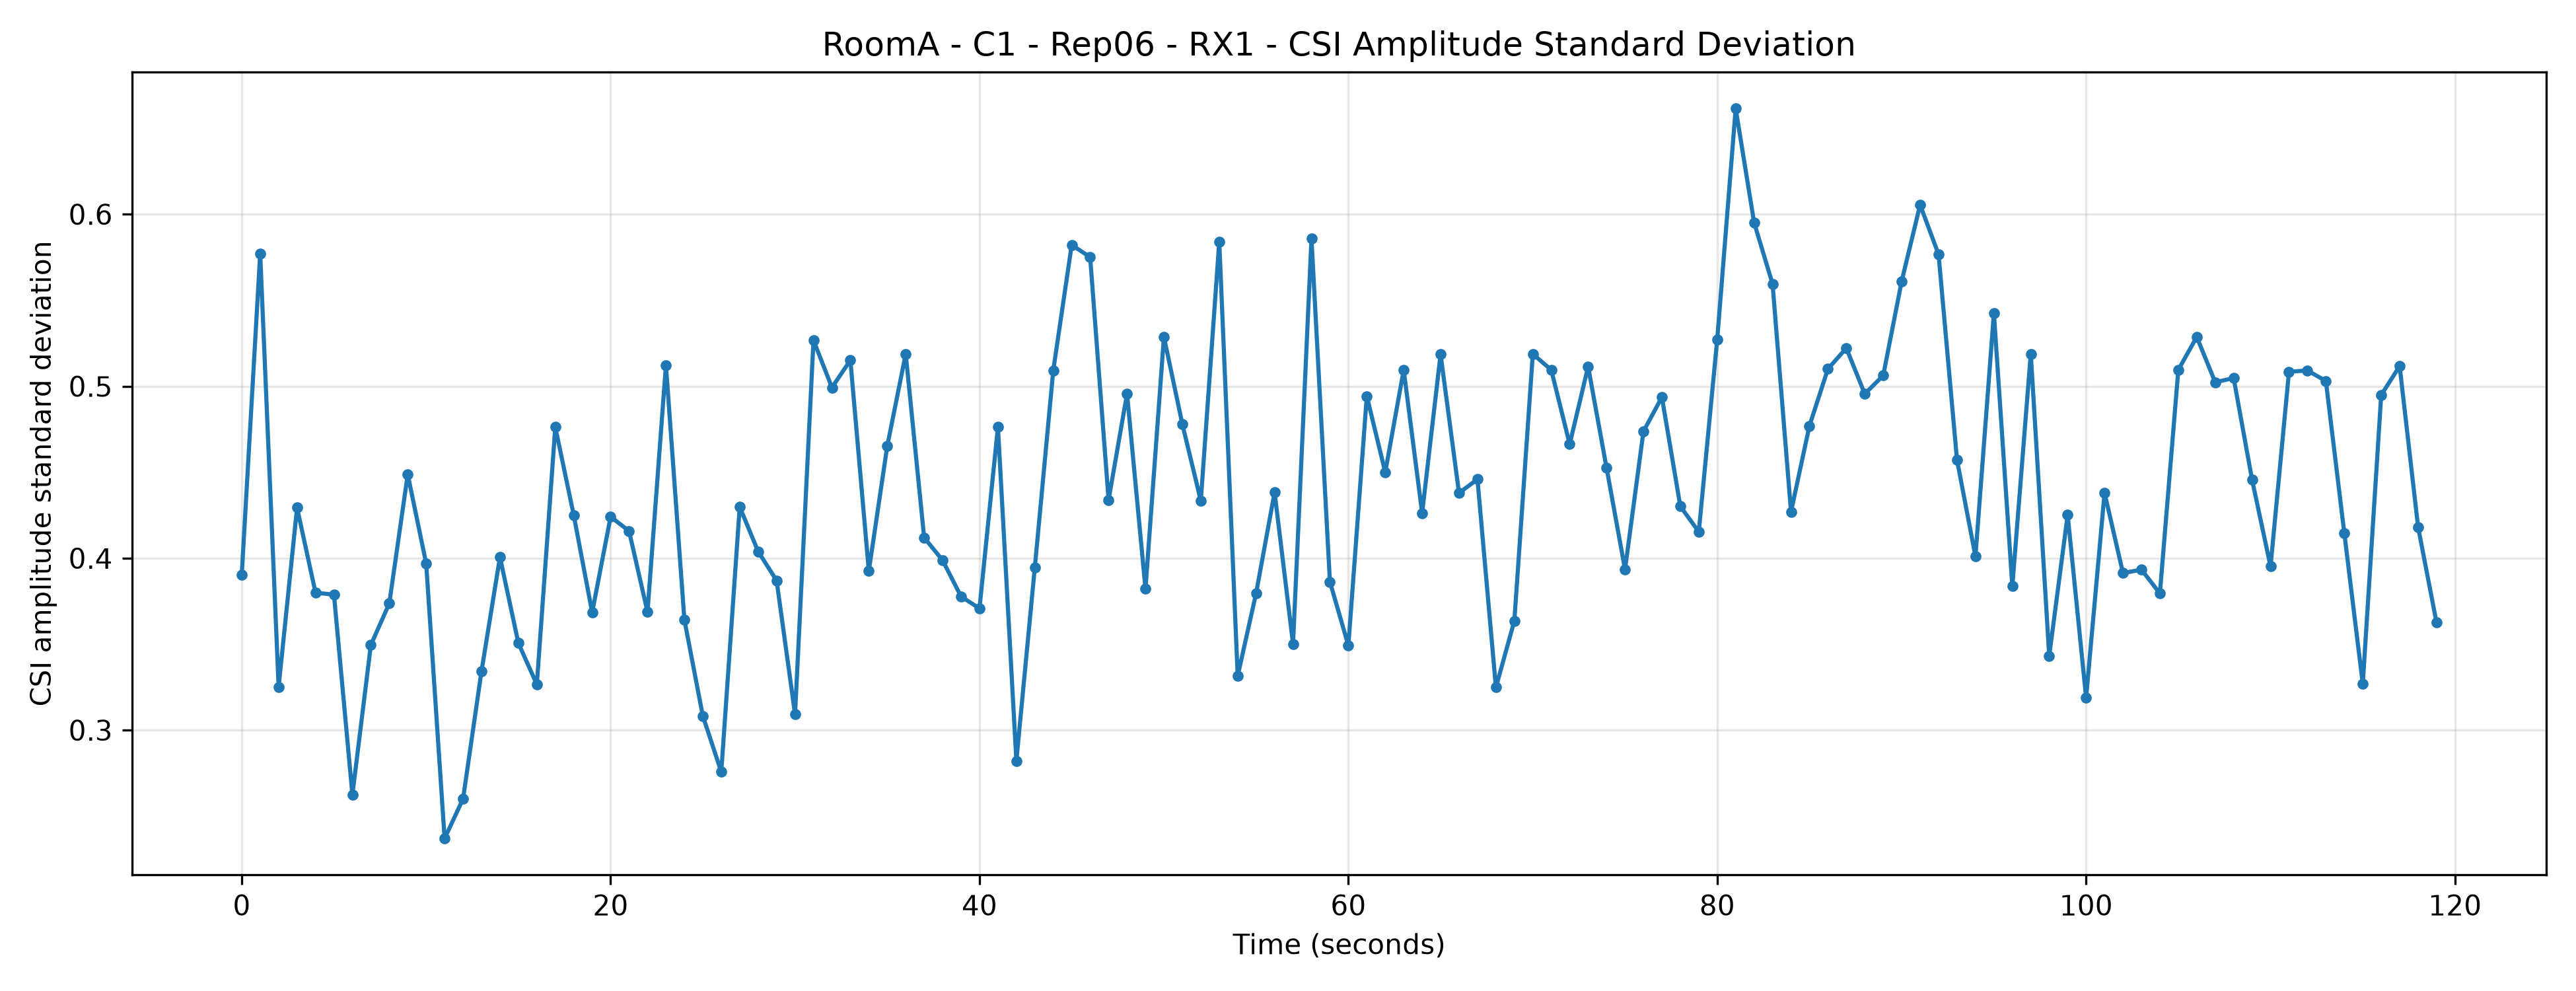 RoomA - C1 - Rep06 - RX1 - CSI Amplitude Standard Deviation
CSI amplitude standard deviation
0.6
0.5
0.4
0.3
0 20 40 60 80 100 120
Time (seconds)